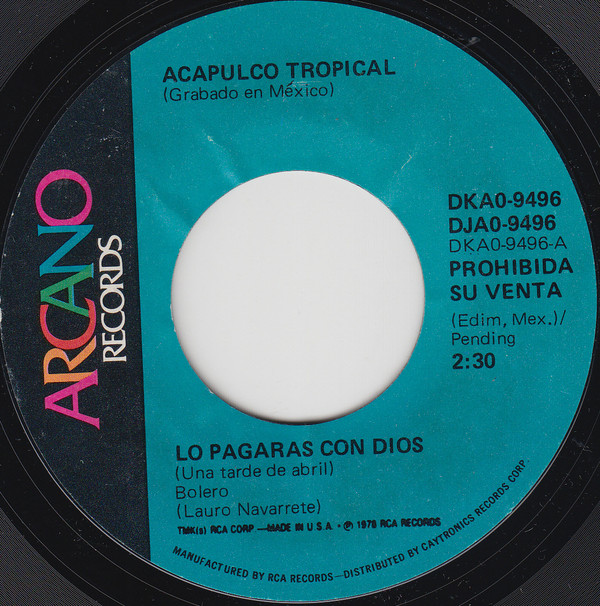 ACAPULCO TROPICAL
(Grabado en México)
ARCANO
RECORDS
DKA0-9496
DJA0-9496
DKA0-9496-A
PROHIBIDA
SU VENTA
(Edim, Mex.)/
Pending
2:30
LO PAGARAS CON DIOS
(Una tarde de abril)
Bolero
(Lauro Navarrete)
TMK(s) RCA CORP —MADE IN U.S.A. • ℗ 1978 RCA RECORDS
MANUFACTURED BY RCA RECORDS—DISTRIBUTED BY CAYTRONICS RECORDS CORP